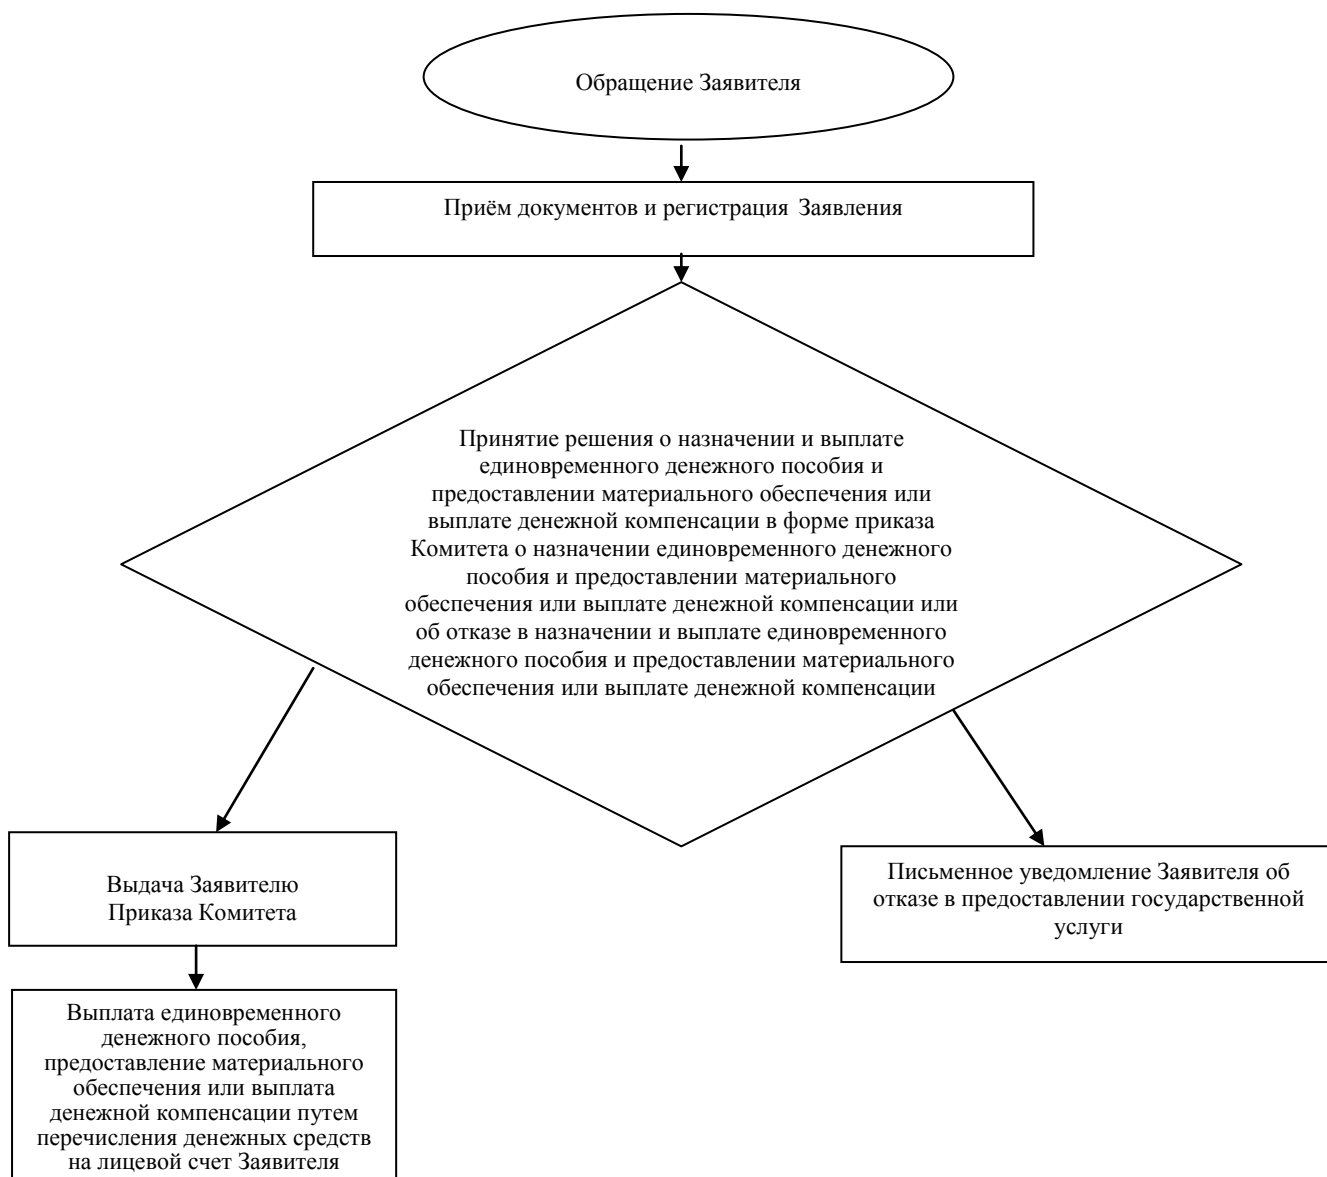 Обращение Заявителя
Приём документов и регистрация Заявления
Принятие решения о назначении и выплате
единовременного денежного пособия и
предоставлении материального обеспечения или
выплате денежной компенсации в форме приказа
Комитета о назначении единовременного денежного
пособия и предоставлении материального
обеспечения или выплате денежной компенсации или
об отказе в назначении и выплате единовременного
денежного пособия и предоставлении материального
обеспечения или выплате денежной компенсации
Выдача Заявителю
Приказа Комитета
Выплата единовременного
денежного пособия,
предоставление материального
обеспечения или выплата
денежной компенсации путем
перечисления денежных средств
на лицевой счет Заявителя
Письменное уведомление Заявителя об
отказе в предоставлении государственной
услуги